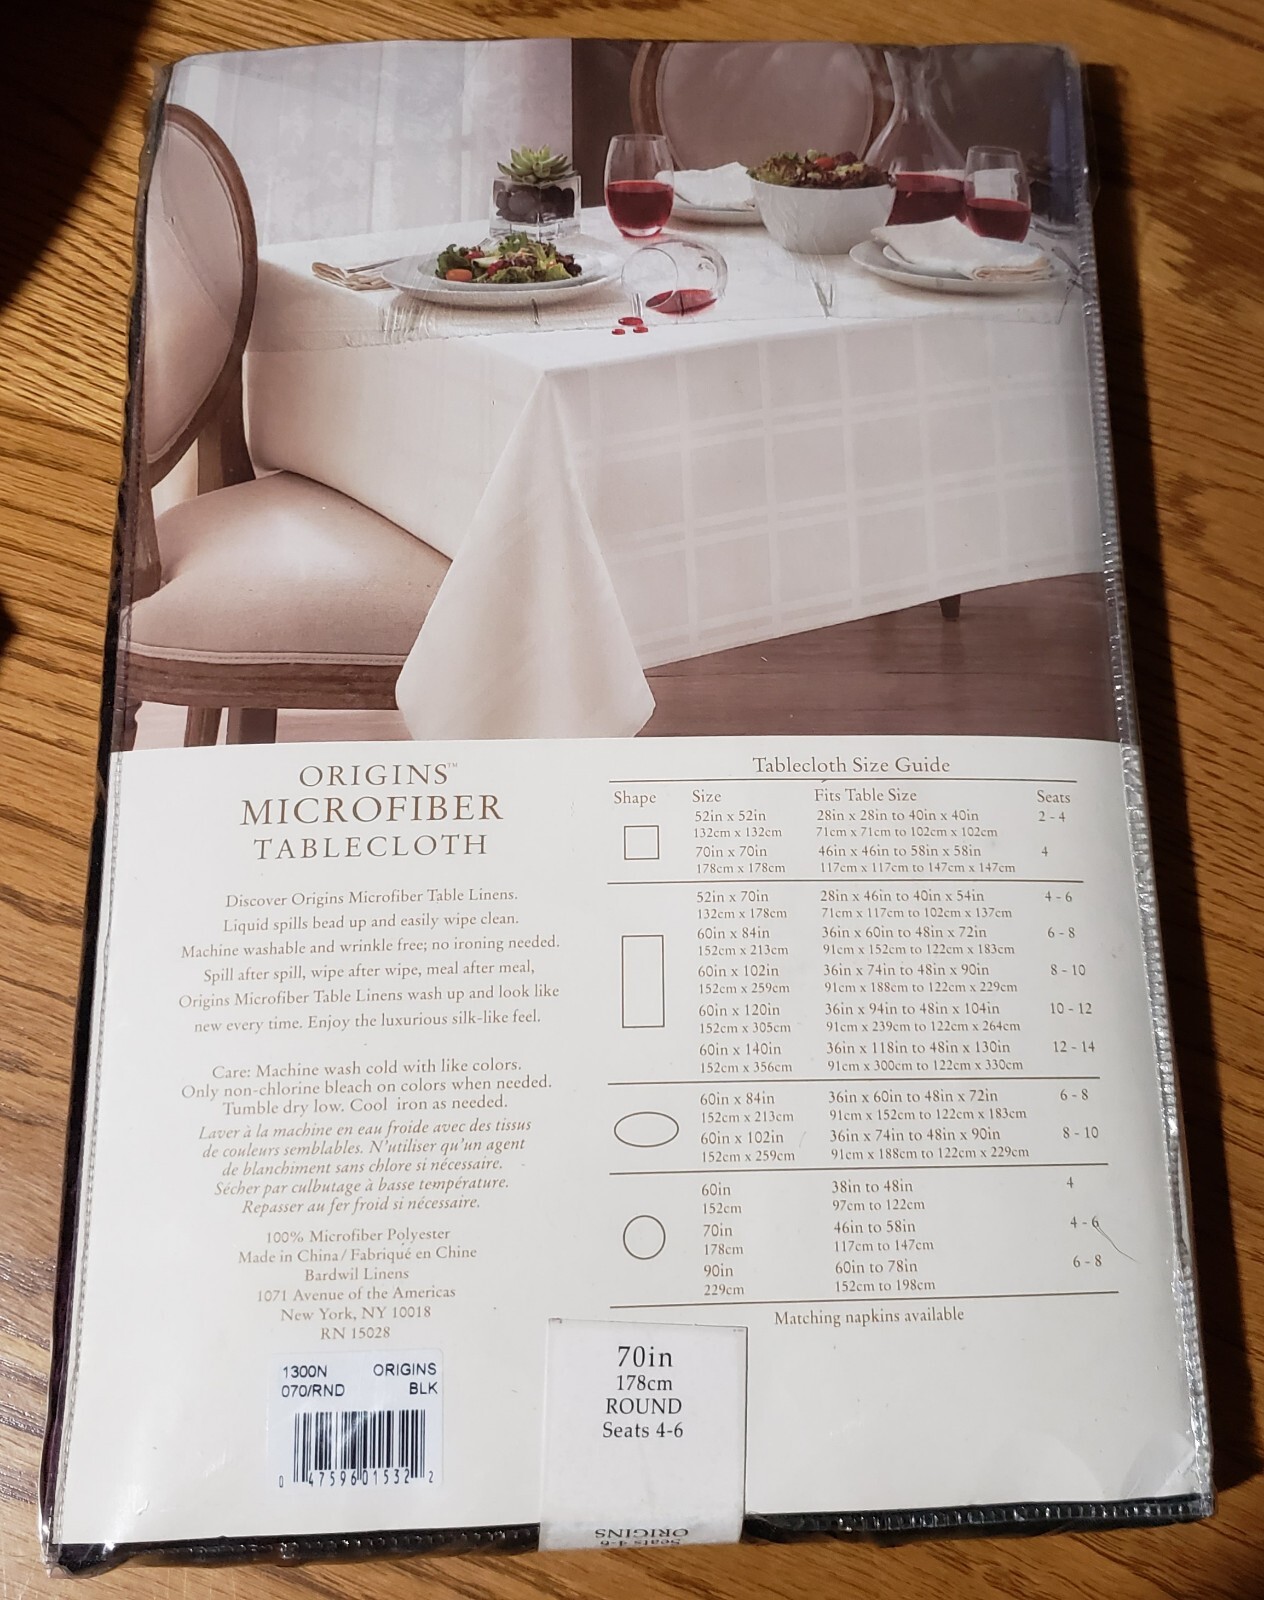 ORIGINS™
MICROFIBER
TABLECLOTH
Discover Origins Microfiber Table Linens.
Liquid spills bead up and easily wipe clean.
Machine washable and wrinkle free; no ironing needed.
Spill after spill, wipe after wipe, meal after meal,
Origins Microfiber Table Linens wash up and look like
new every time. Enjoy the luxurious silk-like feel.
Care: Machine wash cold with like colors.
Only non-chlorine bleach on colors when needed.
Tumble dry low. Cool iron as needed.
Laver à la machine en eau froide avec des tissus
de couleurs semblables. N'utiliser qu'un agent
de blanchiment sans chlore si nécessaire.
Sécher par culbutage à basse température.
Repasser au fer froid si nécessaire.
100% Microfiber Polyester
Made in China / Fabriqué en Chine
Bardwil Linens
1071 Avenue of the Americas
New York, NY 10018
RN 15028
1300N ORIGINS
070/RND BLK
0 47596 01532 2
Tablecloth Size Guide
Shape Size Fits Table Size Seats
52in x 52in 28in x 28in to 40in x 40in 2 - 4
132cm x 132cm 71cm x 71cm to 102cm x 102cm
70in x 70in 46in x 46in to 58in x 58in 4
178cm x 178cm 117cm x 117cm to 147cm x 147cm
52in x 70in 28in x 46in to 40in x 54in 4 - 6
132cm x 178cm 71cm x 117cm to 102cm x 137cm
60in x 84in 36in x 60in to 48in x 72in 6 - 8
152cm x 213cm 91cm x 152cm to 122cm x 183cm
60in x 102in 36in x 74in to 48in x 90in 8 - 10
152cm x 259cm 91cm x 188cm to 122cm x 229cm
60in x 120in 36in x 94in to 48in x 104in 10 - 12
152cm x 305cm 91cm x 239cm to 122cm x 264cm
60in x 140in 36in x 118in to 48in x 130in 12 - 14
152cm x 356cm 91cm x 300cm to 122cm x 330cm
60in x 84in 36in x 60in to 48in x 72in 6 - 8
152cm x 213cm 91cm x 152cm to 122cm x 183cm
60in x 102in 36in x 74in to 48in x 90in 8 - 10
152cm x 259cm 91cm x 188cm to 122cm x 229cm
60in 38in to 48in 4
152cm 97cm to 122cm
70in 46in to 58in 4 - 6
178cm 117cm to 147cm
90in 60in to 78in 6 - 8
229cm 152cm to 198cm
Matching napkins available
70in
178cm
ROUND
Seats 4-6
ORIGINS
Seats 4-6